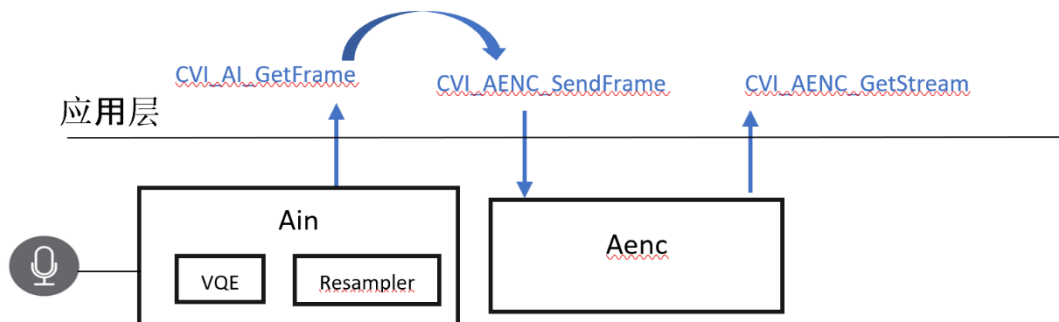 CVI_AI_GetFrame
CVI_AENC_SendFrame
CVI_AENC_GetStream
应用层
Ain
Aenc
VQE
Resampler